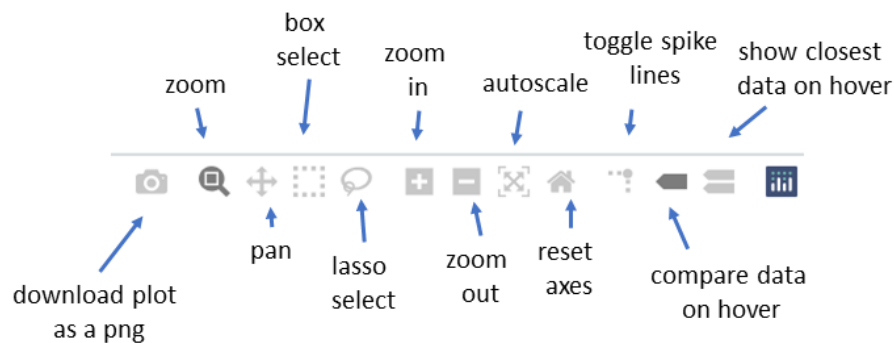 box
select
zoom
zoom
in
autoscale
toggle spike
lines
show closest
data on hover
download plot
as a png
pan
lasso
select
zoom
out
reset
axes
compare data
on hover